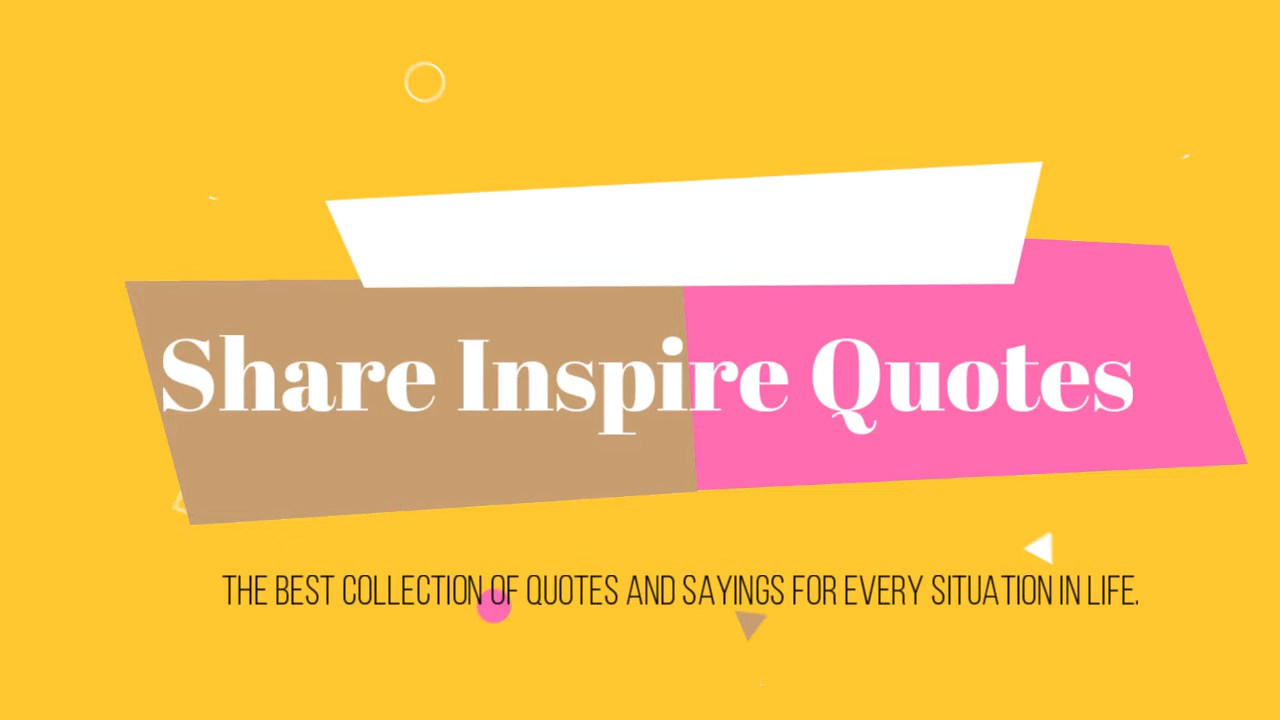 Share Inspire Quotes
THE BEST COLLECTION OF QUOTES AND SAYINGS FOR EVERY SITUATION IN LIFE.